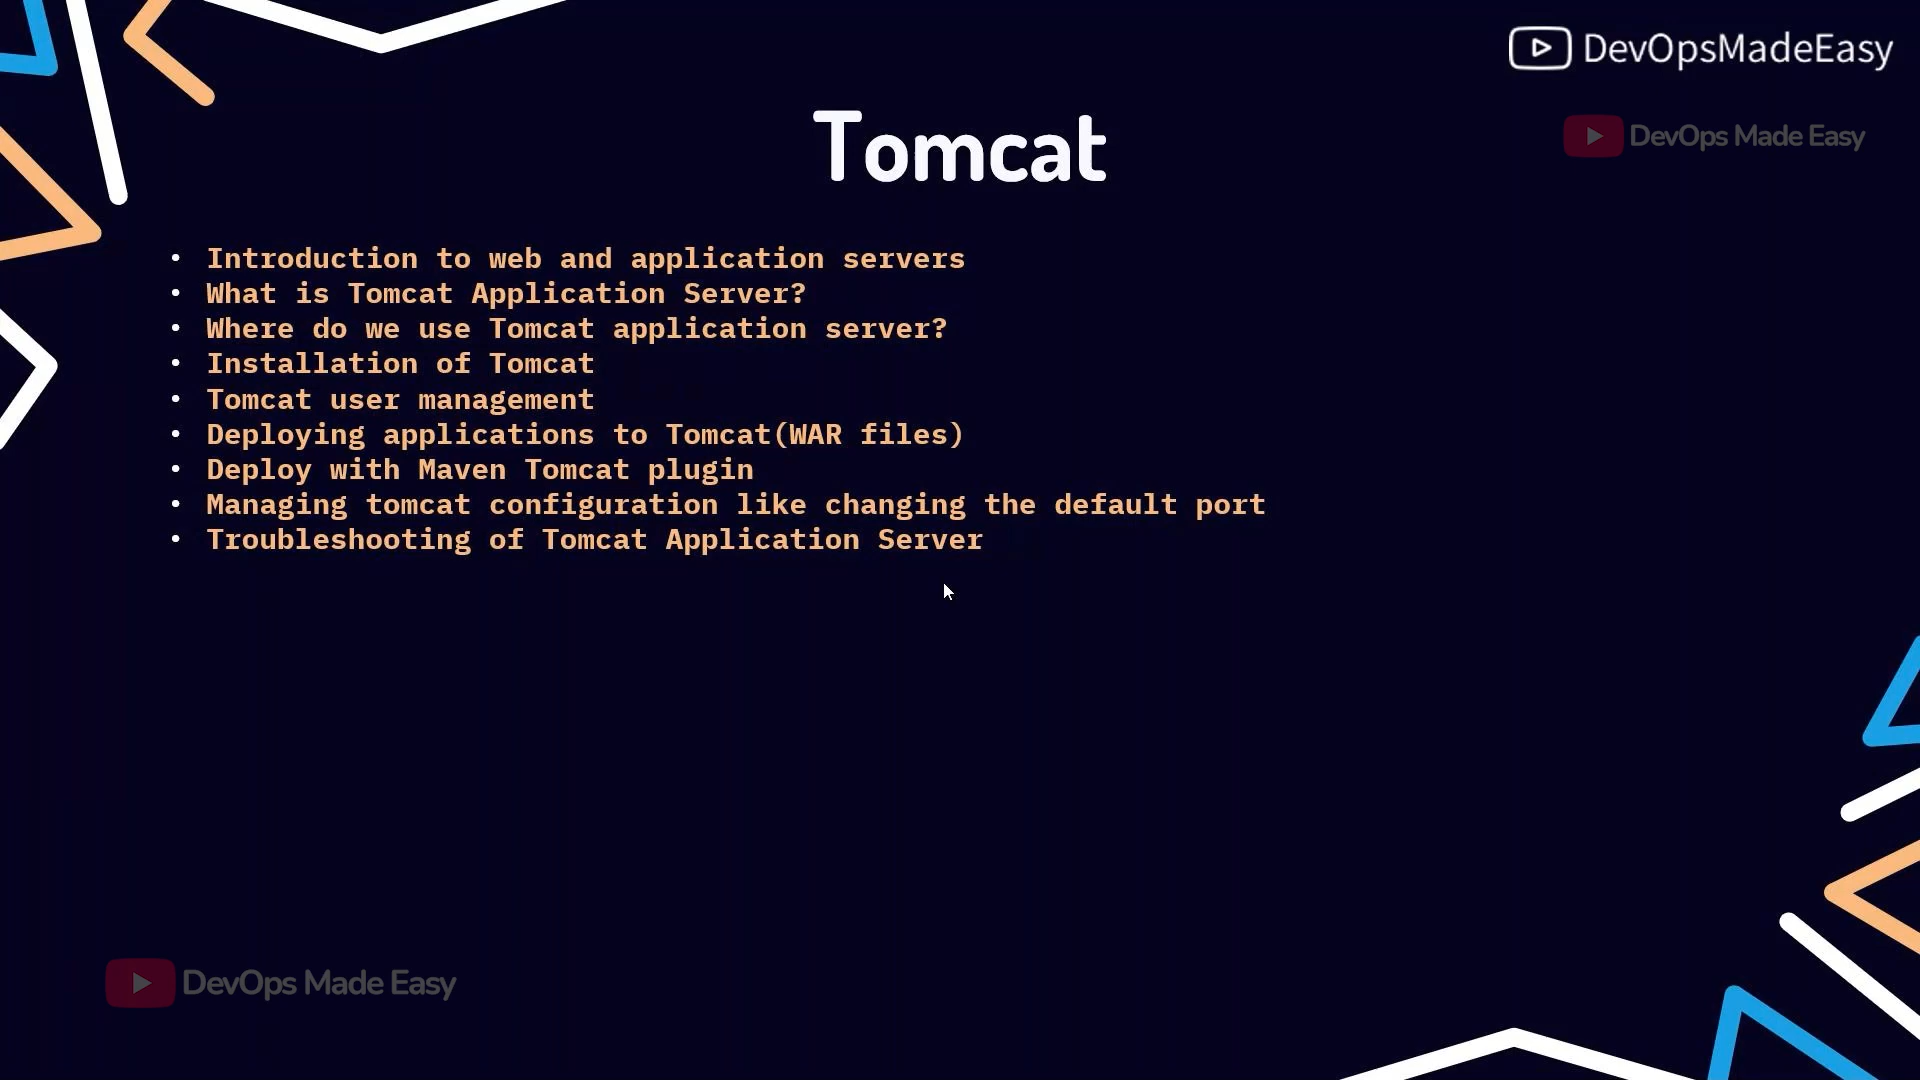 DevOpsMadeEasy
DevOps Made Easy
Tomcat
• Introduction to web and application servers
• What is Tomcat Application Server?
• Where do we use Tomcat application server?
• Installation of Tomcat
• Tomcat user management
• Deploying applications to Tomcat(WAR files)
• Deploy with Maven Tomcat plugin
• Managing tomcat configuration like changing the default port
• Troubleshooting of Tomcat Application Server
DevOps Made Easy